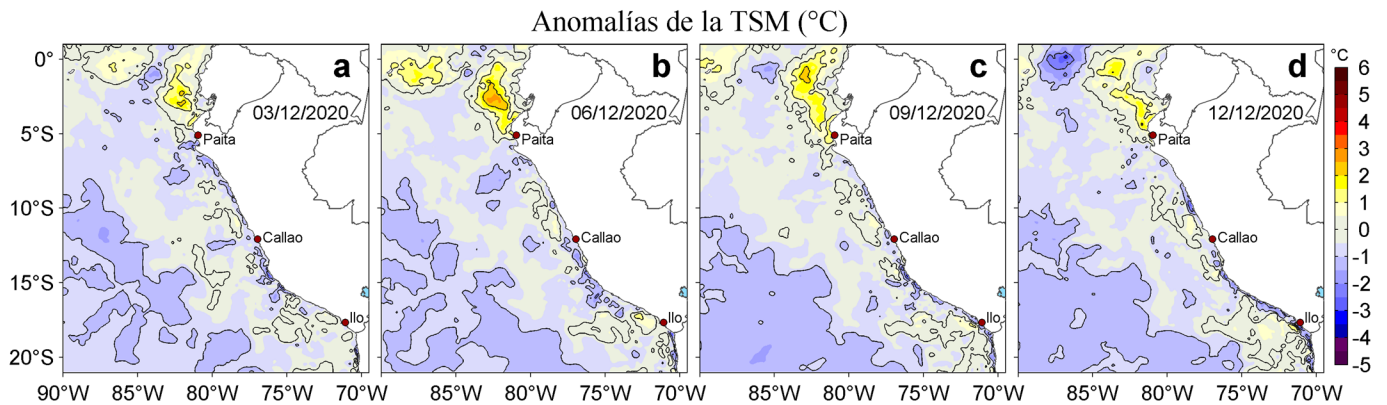 Anomalías de la TSM (°C)
a
03/12/2020
Paita
Callao
Ilo
b
06/12/2020
Paita
Callao
Ilo
c
09/12/2020
Paita
Callao
Ilo
d
12/12/2020
Paita
Callao
Ilo
0°
5°S
10°S
15°S
20°S
90°W 85°W 80°W 75°W 70°W
85°W 80°W 75°W 70°W
85°W 80°W 75°W 70°W
85°W 80°W 75°W 70°W
°C
6
5
4
3
2
1
0
-1
-2
-3
-4
-5